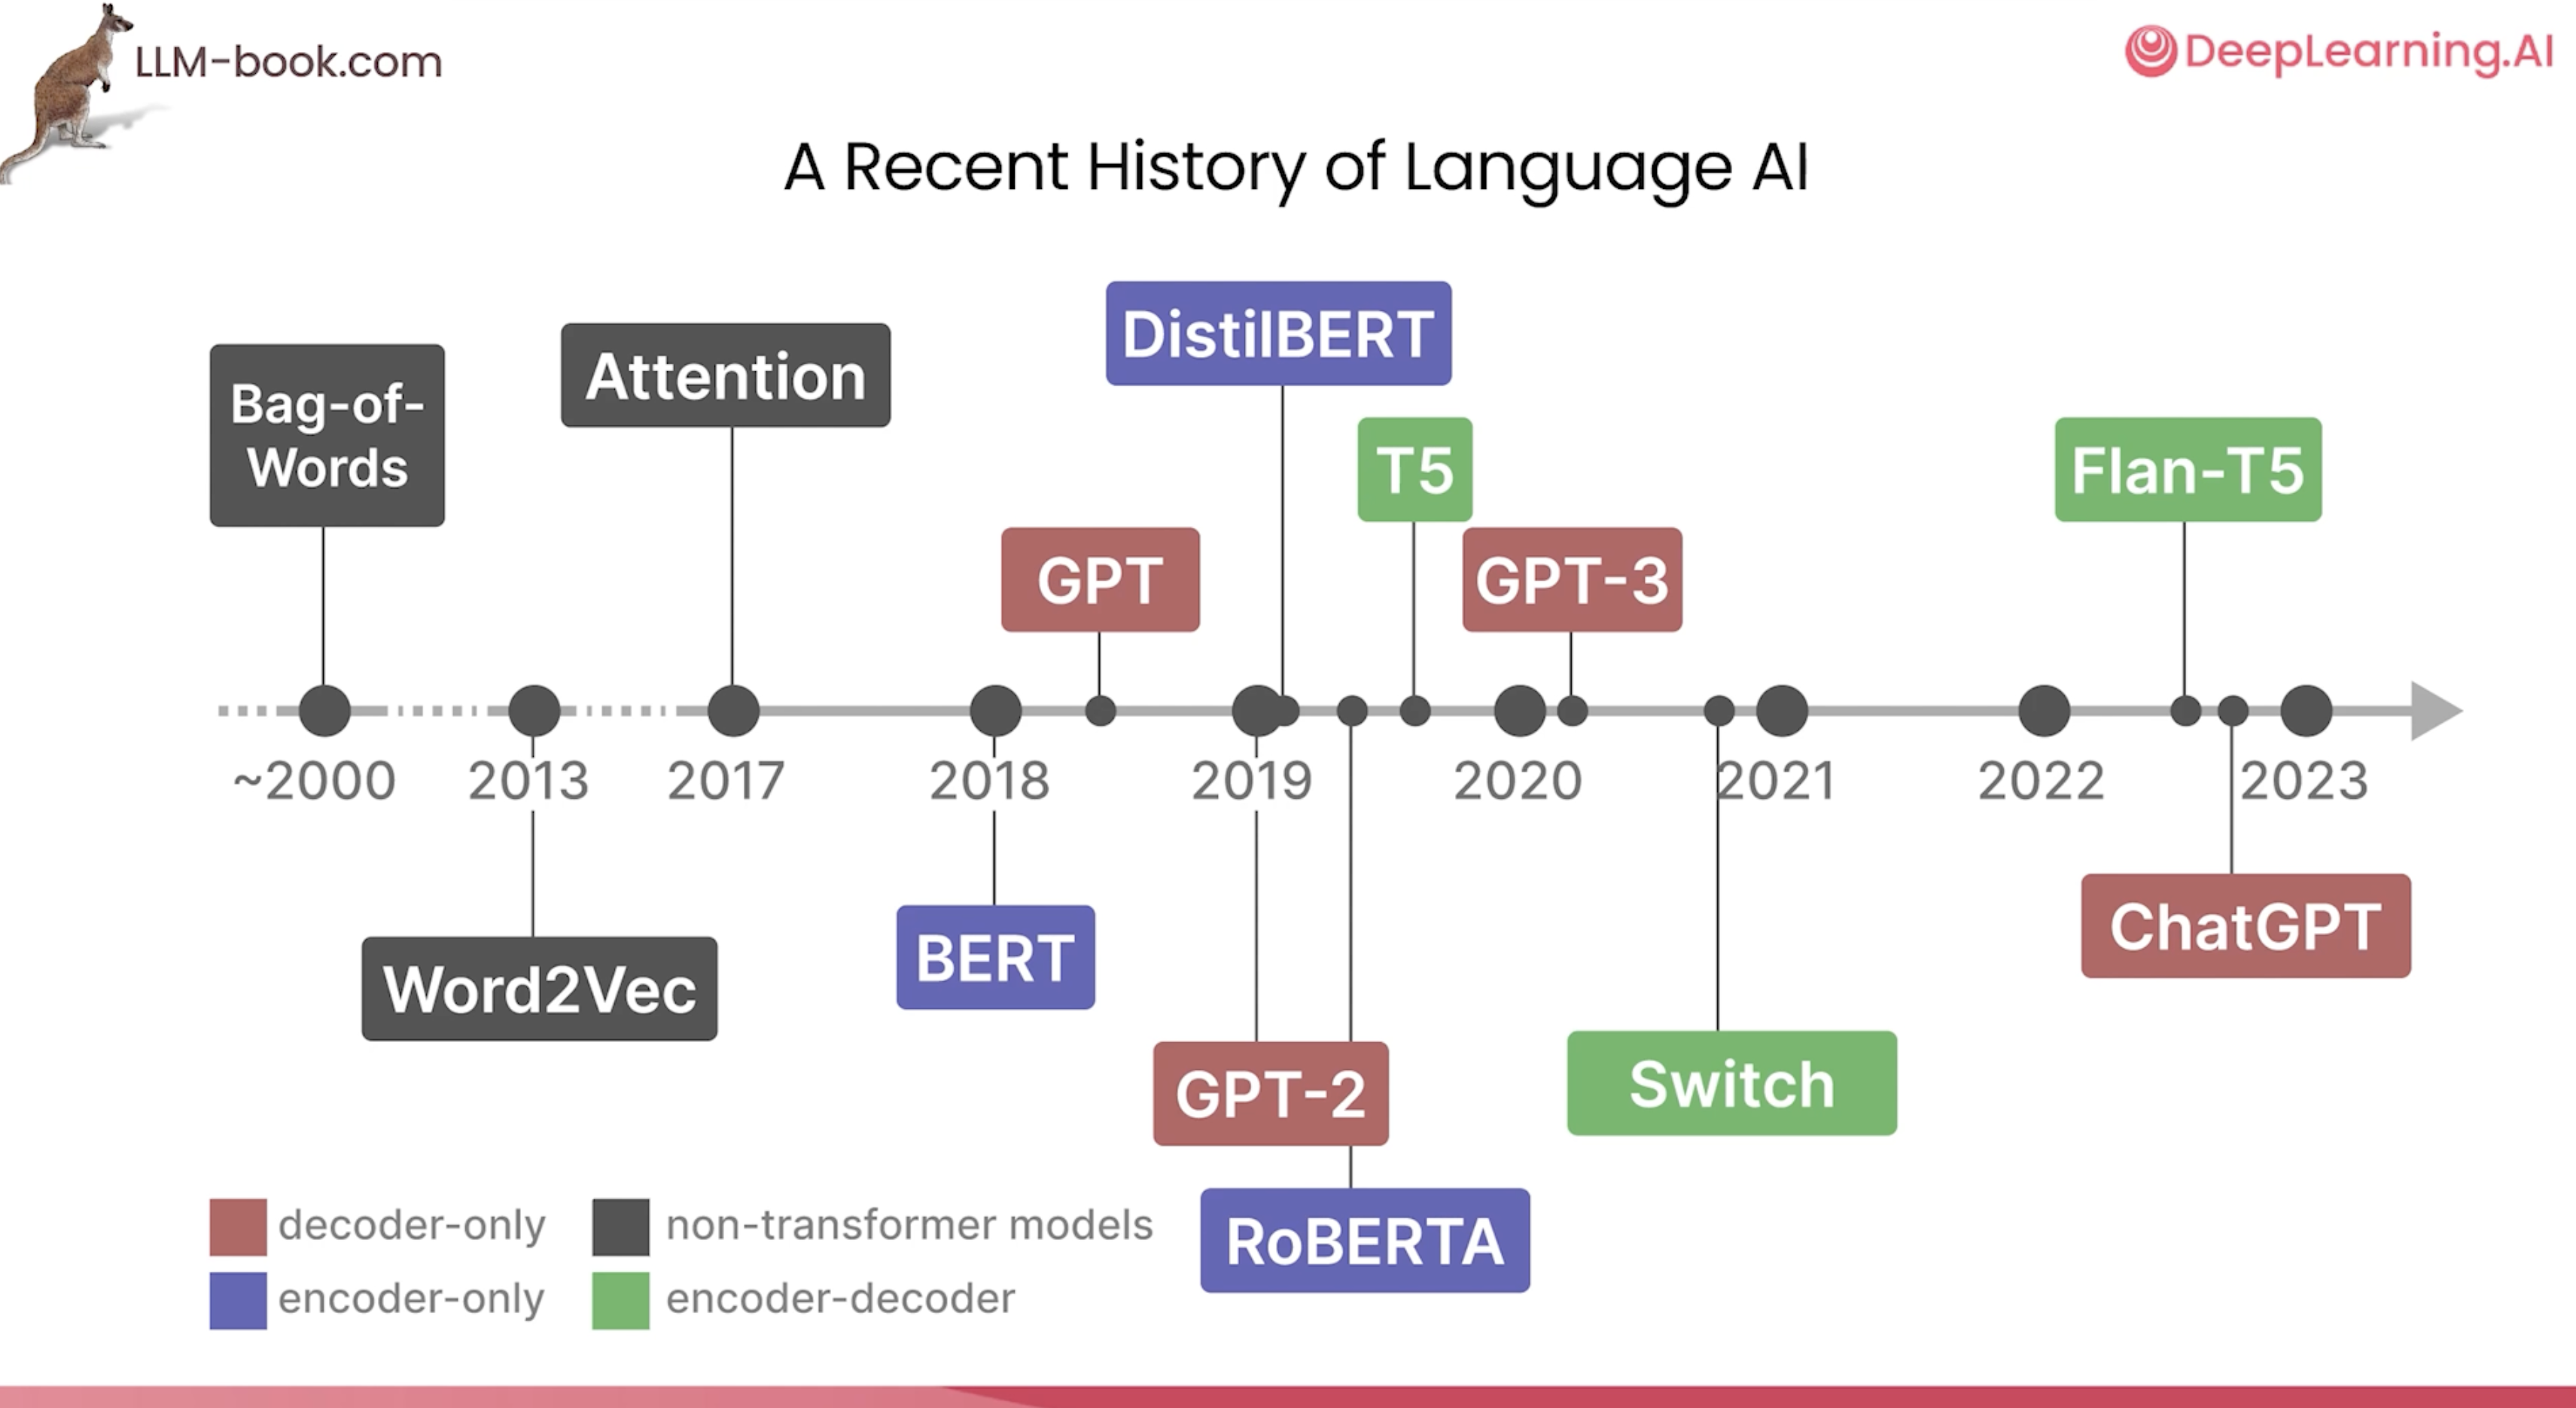 LLM-book.com
DeepLearning.AI
A Recent History of Language AI
DistilBERT
Attention
Bag-of-
Words
T5
Flan-T5
GPT
GPT-3
~2000
2013
2017
2018
2019
2020
2021
2022
2023
ChatGPT
BERT
Word2Vec
Switch
GPT-2
RoBERTA
decoder-only
non-transformer models
encoder-only
encoder-decoder